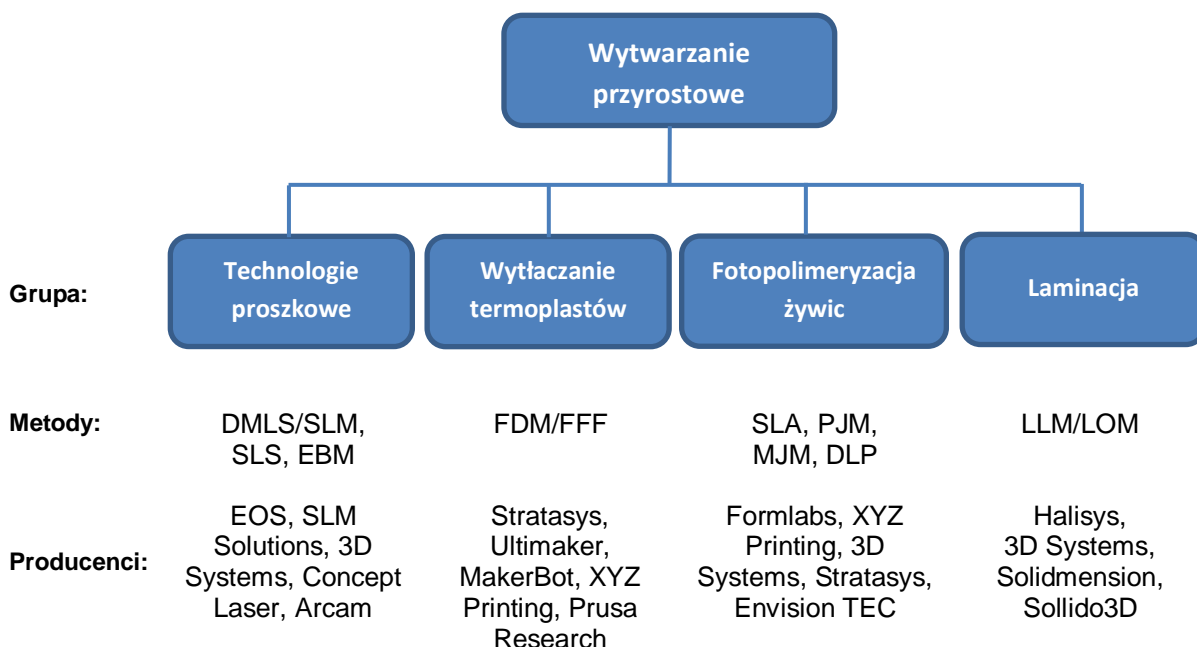 Wytwarzanie
przyrostowe
Grupa:
Technologie
proszkowe
Wytłaczanie
termoplastów
Fotopolimeryzacja
żywic
Laminacja
Metody:
DMLS/SLM,
SLS, EBM
FDM/FFF
SLA, PJM,
MJM, DLP
LLM/LOM
Producenci:
EOS, SLM
Solutions, 3D
Systems, Concept
Laser, Arcam
Stratasys,
Ultimaker,
MakerBot, XYZ
Printing, Prusa
Research
Formlabs, XYZ
Printing, 3D
Systems, Stratasys,
Envision TEC
Halisys,
3D Systems,
Solidmension,
Sollido3D